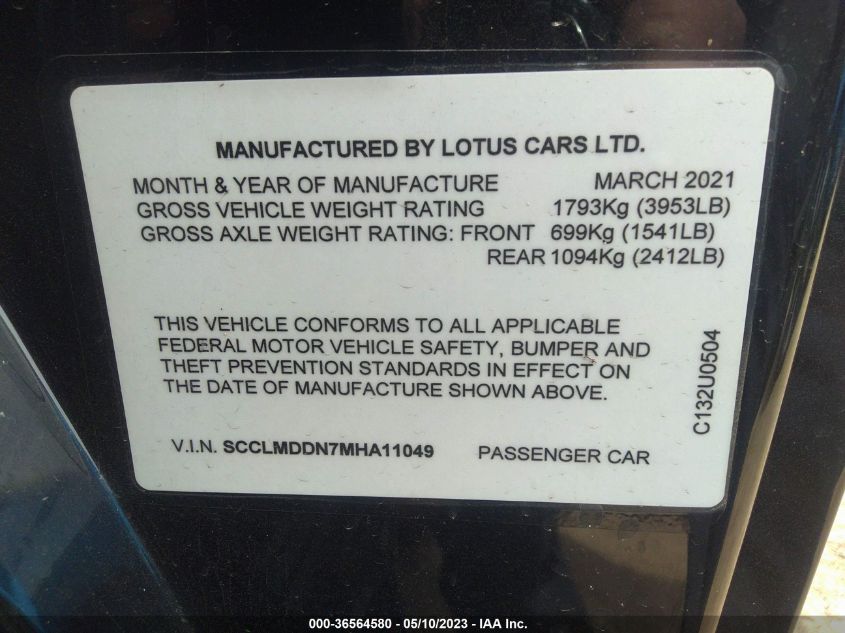 MANUFACTURED BY LOTUS CARS LTD.
MONTH & YEAR OF MANUFACTURE MARCH 2021
GROSS VEHICLE WEIGHT RATING 1793Kg (3953LB)
GROSS AXLE WEIGHT RATING: FRONT 699Kg (1541LB)
REAR 1094Kg (2412LB)
THIS VEHICLE CONFORMS TO ALL APPLICABLE
FEDERAL MOTOR VEHICLE SAFETY, BUMPER AND
THEFT PREVENTION STANDARDS IN EFFECT ON
THE DATE OF MANUFACTURE SHOWN ABOVE.
C132U0504
V.I.N. SCCLMDDN7MHA11049 PASSENGER CAR
000-36564580 - 05/10/2023 - IAA Inc.